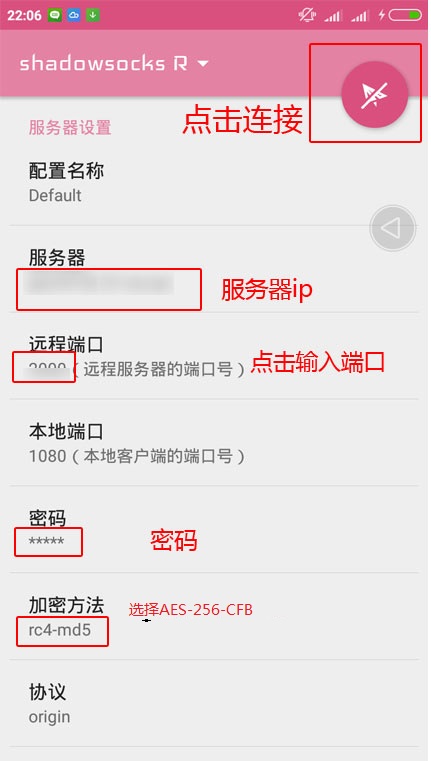 22:06
shadowsocks R
点击连接
服务器设置
配置名称
Default
服务器
服务器ip
远程端口
（远程服务器的端口号）
点击输入端口
本地端口
1080（本地客户端的端口号）
密码
*****
密码
加密方法
rc4-md5
选择AES-256-CFB
协议
origin